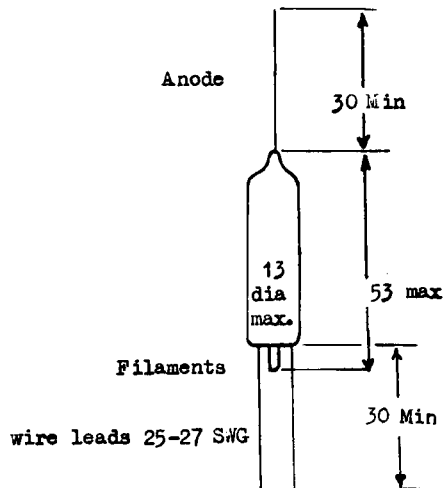 Anode
30 Min
13
dia
max.
53 max
Filaments
30 Min
wire leads 25-27 SWG